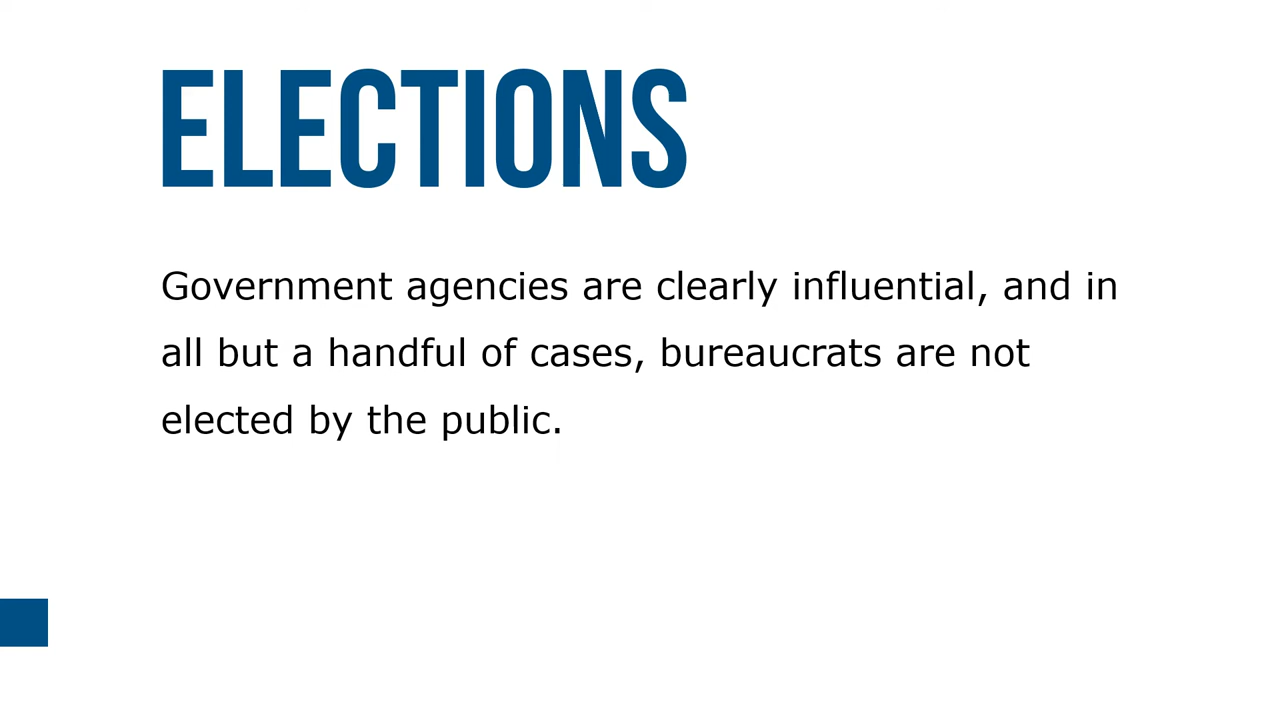 ELECTIONS
Government agencies are clearly influential, and in
all but a handful of cases, bureaucrats are not
elected by the public.